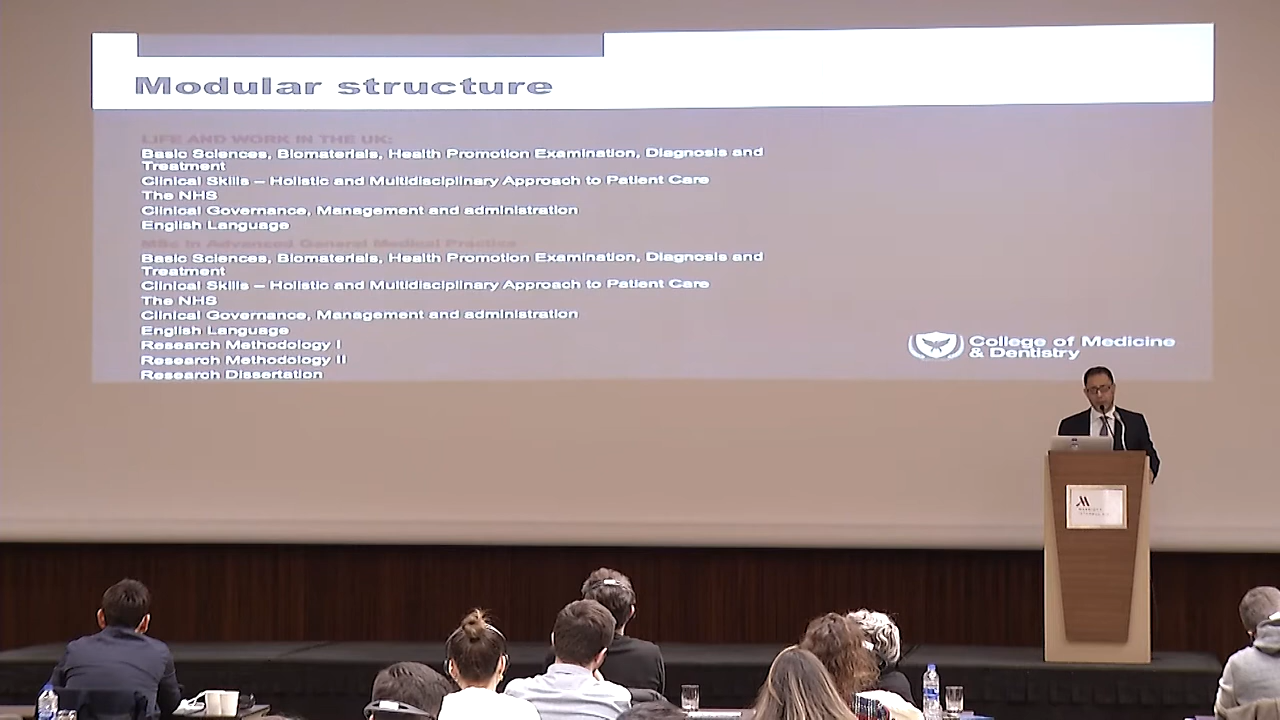 Modular structure
LIFE AND WORK IN THE UK:
Basic Sciences, Biomaterials, Health Promotion Examination, Diagnosis and
Treatment
Clinical Skills – Holistic and Multidisciplinary Approach to Patient Care
The NHS
Clinical Governance, Management and administration
English Language
MSc in Advanced General Medical Practice
Basic Sciences, Biomaterials, Health Promotion Examination, Diagnosis and
Treatment
Clinical Skills – Holistic and Multidisciplinary Approach to Patient Care
The NHS
Clinical Governance, Management and administration
English Language
Research Methodology I
Research Methodology II
Research Dissertation
College of Medicine
& Dentistry